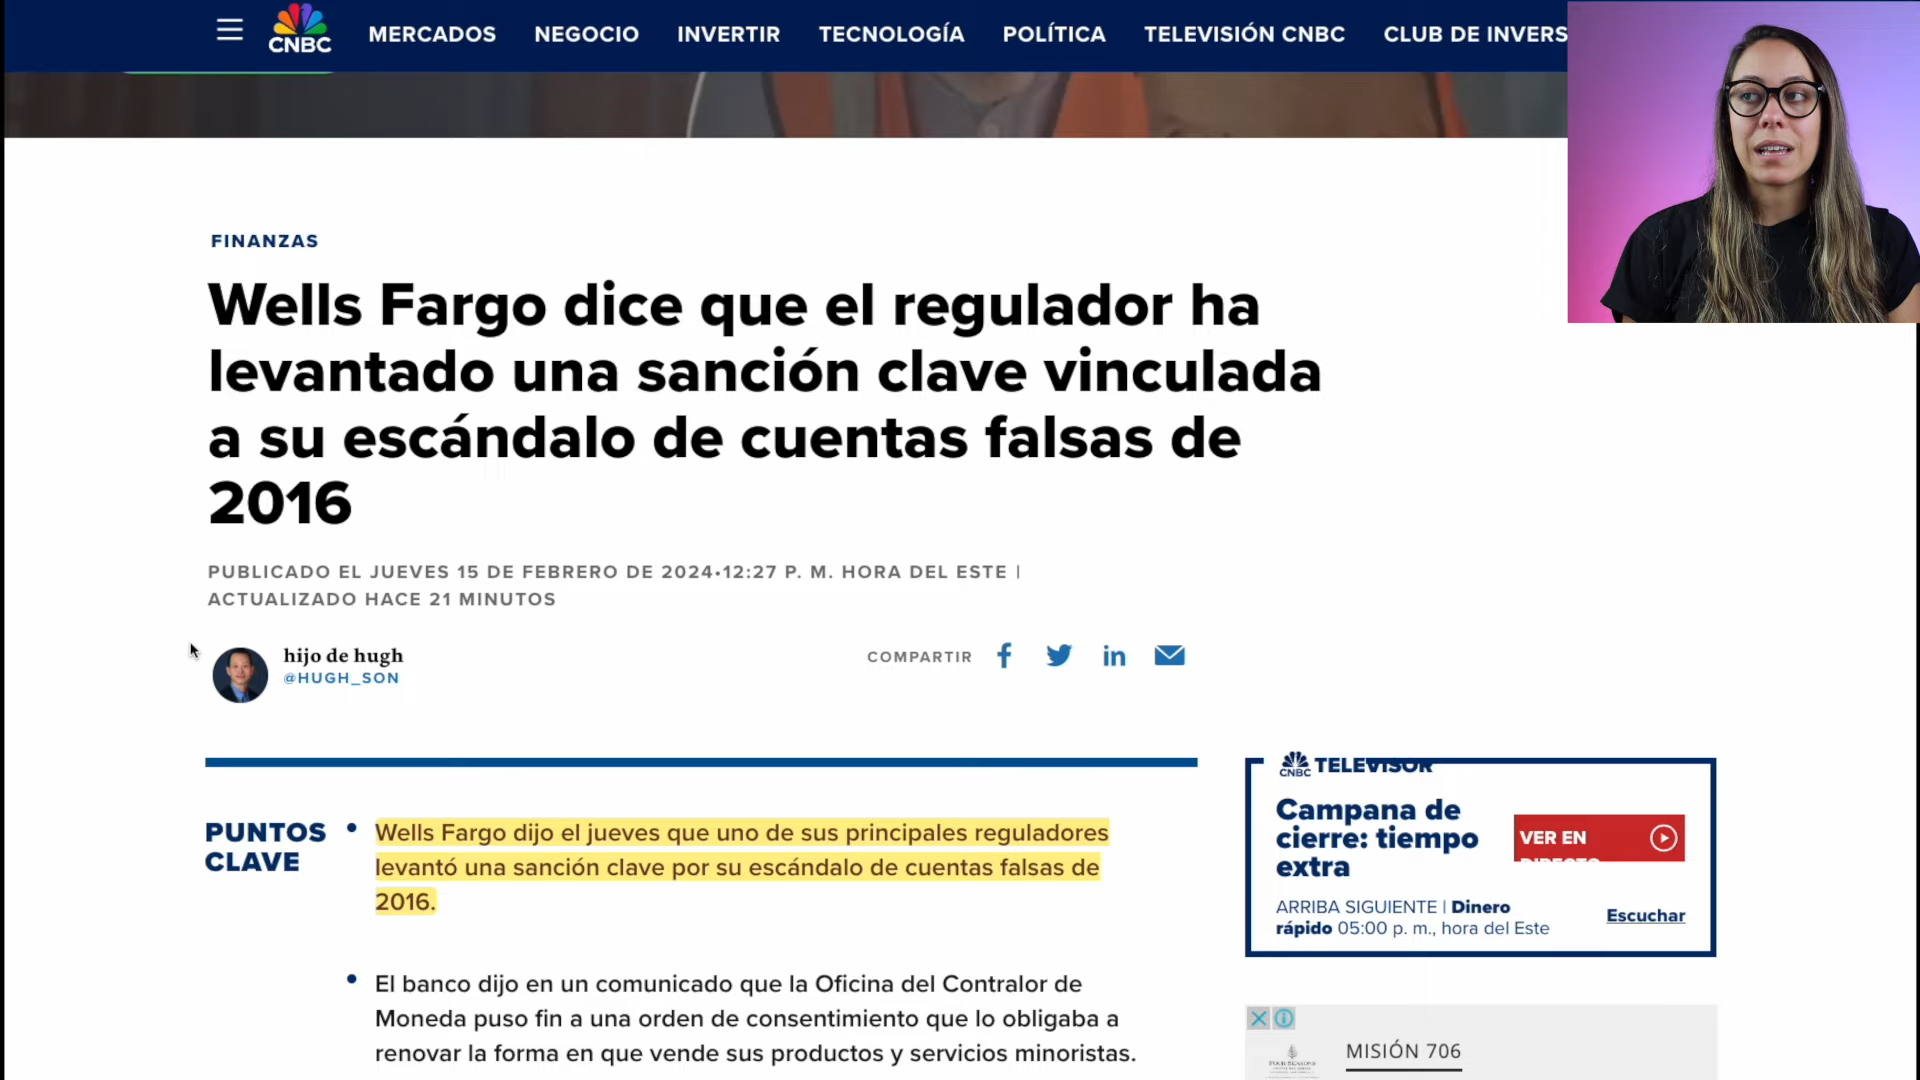 CNBC
MERCADOS NEGOCIO INVERTIR TECNOLOGÍA POLÍTICA TELEVISIÓN CNBC CLUB DE INVERS
FINANZAS
Wells Fargo dice que el regulador ha
levantado una sanción clave vinculada
a su escándalo de cuentas falsas de
2016
PUBLICADO EL JUEVES 15 DE FEBRERO DE 2024•12:27 P. M. HORA DEL ESTE |
ACTUALIZADO HACE 21 MINUTOS
hijo de hugh
@HUGH_SON
COMPARTIR
PUNTOS
CLAVE
• Wells Fargo dijo el jueves que uno de sus principales reguladores
levantó una sanción clave por su escándalo de cuentas falsas de
2016.
• El banco dijo en un comunicado que la Oficina del Contralor de
Moneda puso fin a una orden de consentimiento que lo obligaba a
renovar la forma en que vende sus productos y servicios minoristas.
CNBC TELEVISOR
Campana de
cierre: tiempo
extra
VER EN
DIRECTO
ARRIBA SIGUIENTE | Dinero
rápido 05:00 p. m., hora del Este
Escuchar
MISIÓN 706